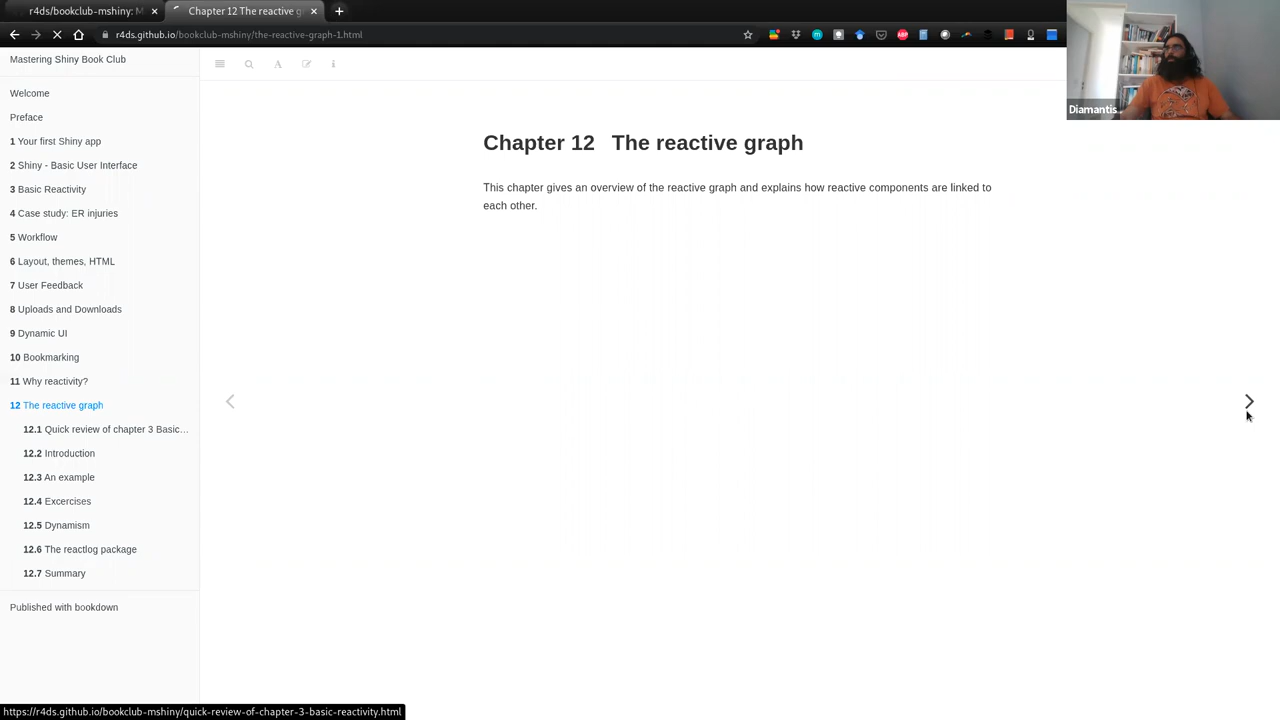 r4ds/bookclub-mshiny: M
Chapter 12 The reactive g
r4ds.github.io/bookclub-mshiny/the-reactive-graph-1.html
Diamantis..
Mastering Shiny Book Club
Welcome
Preface
1 Your first Shiny app
2 Shiny - Basic User Interface
3 Basic Reactivity
4 Case study: ER injuries
5 Workflow
6 Layout, themes, HTML
7 User Feedback
8 Uploads and Downloads
9 Dynamic UI
10 Bookmarking
11 Why reactivity?
12 The reactive graph
12.1 Quick review of chapter 3 Basic…
12.2 Introduction
12.3 An example
12.4 Excercises
12.5 Dynamism
12.6 The reactlog package
12.7 Summary
Published with bookdown
Chapter 12 The reactive graph
This chapter gives an overview of the reactive graph and explains how reactive components are linked to
each other.
https://r4ds.github.io/bookclub-mshiny/quick-review-of-chapter-3-basic-reactivity.html